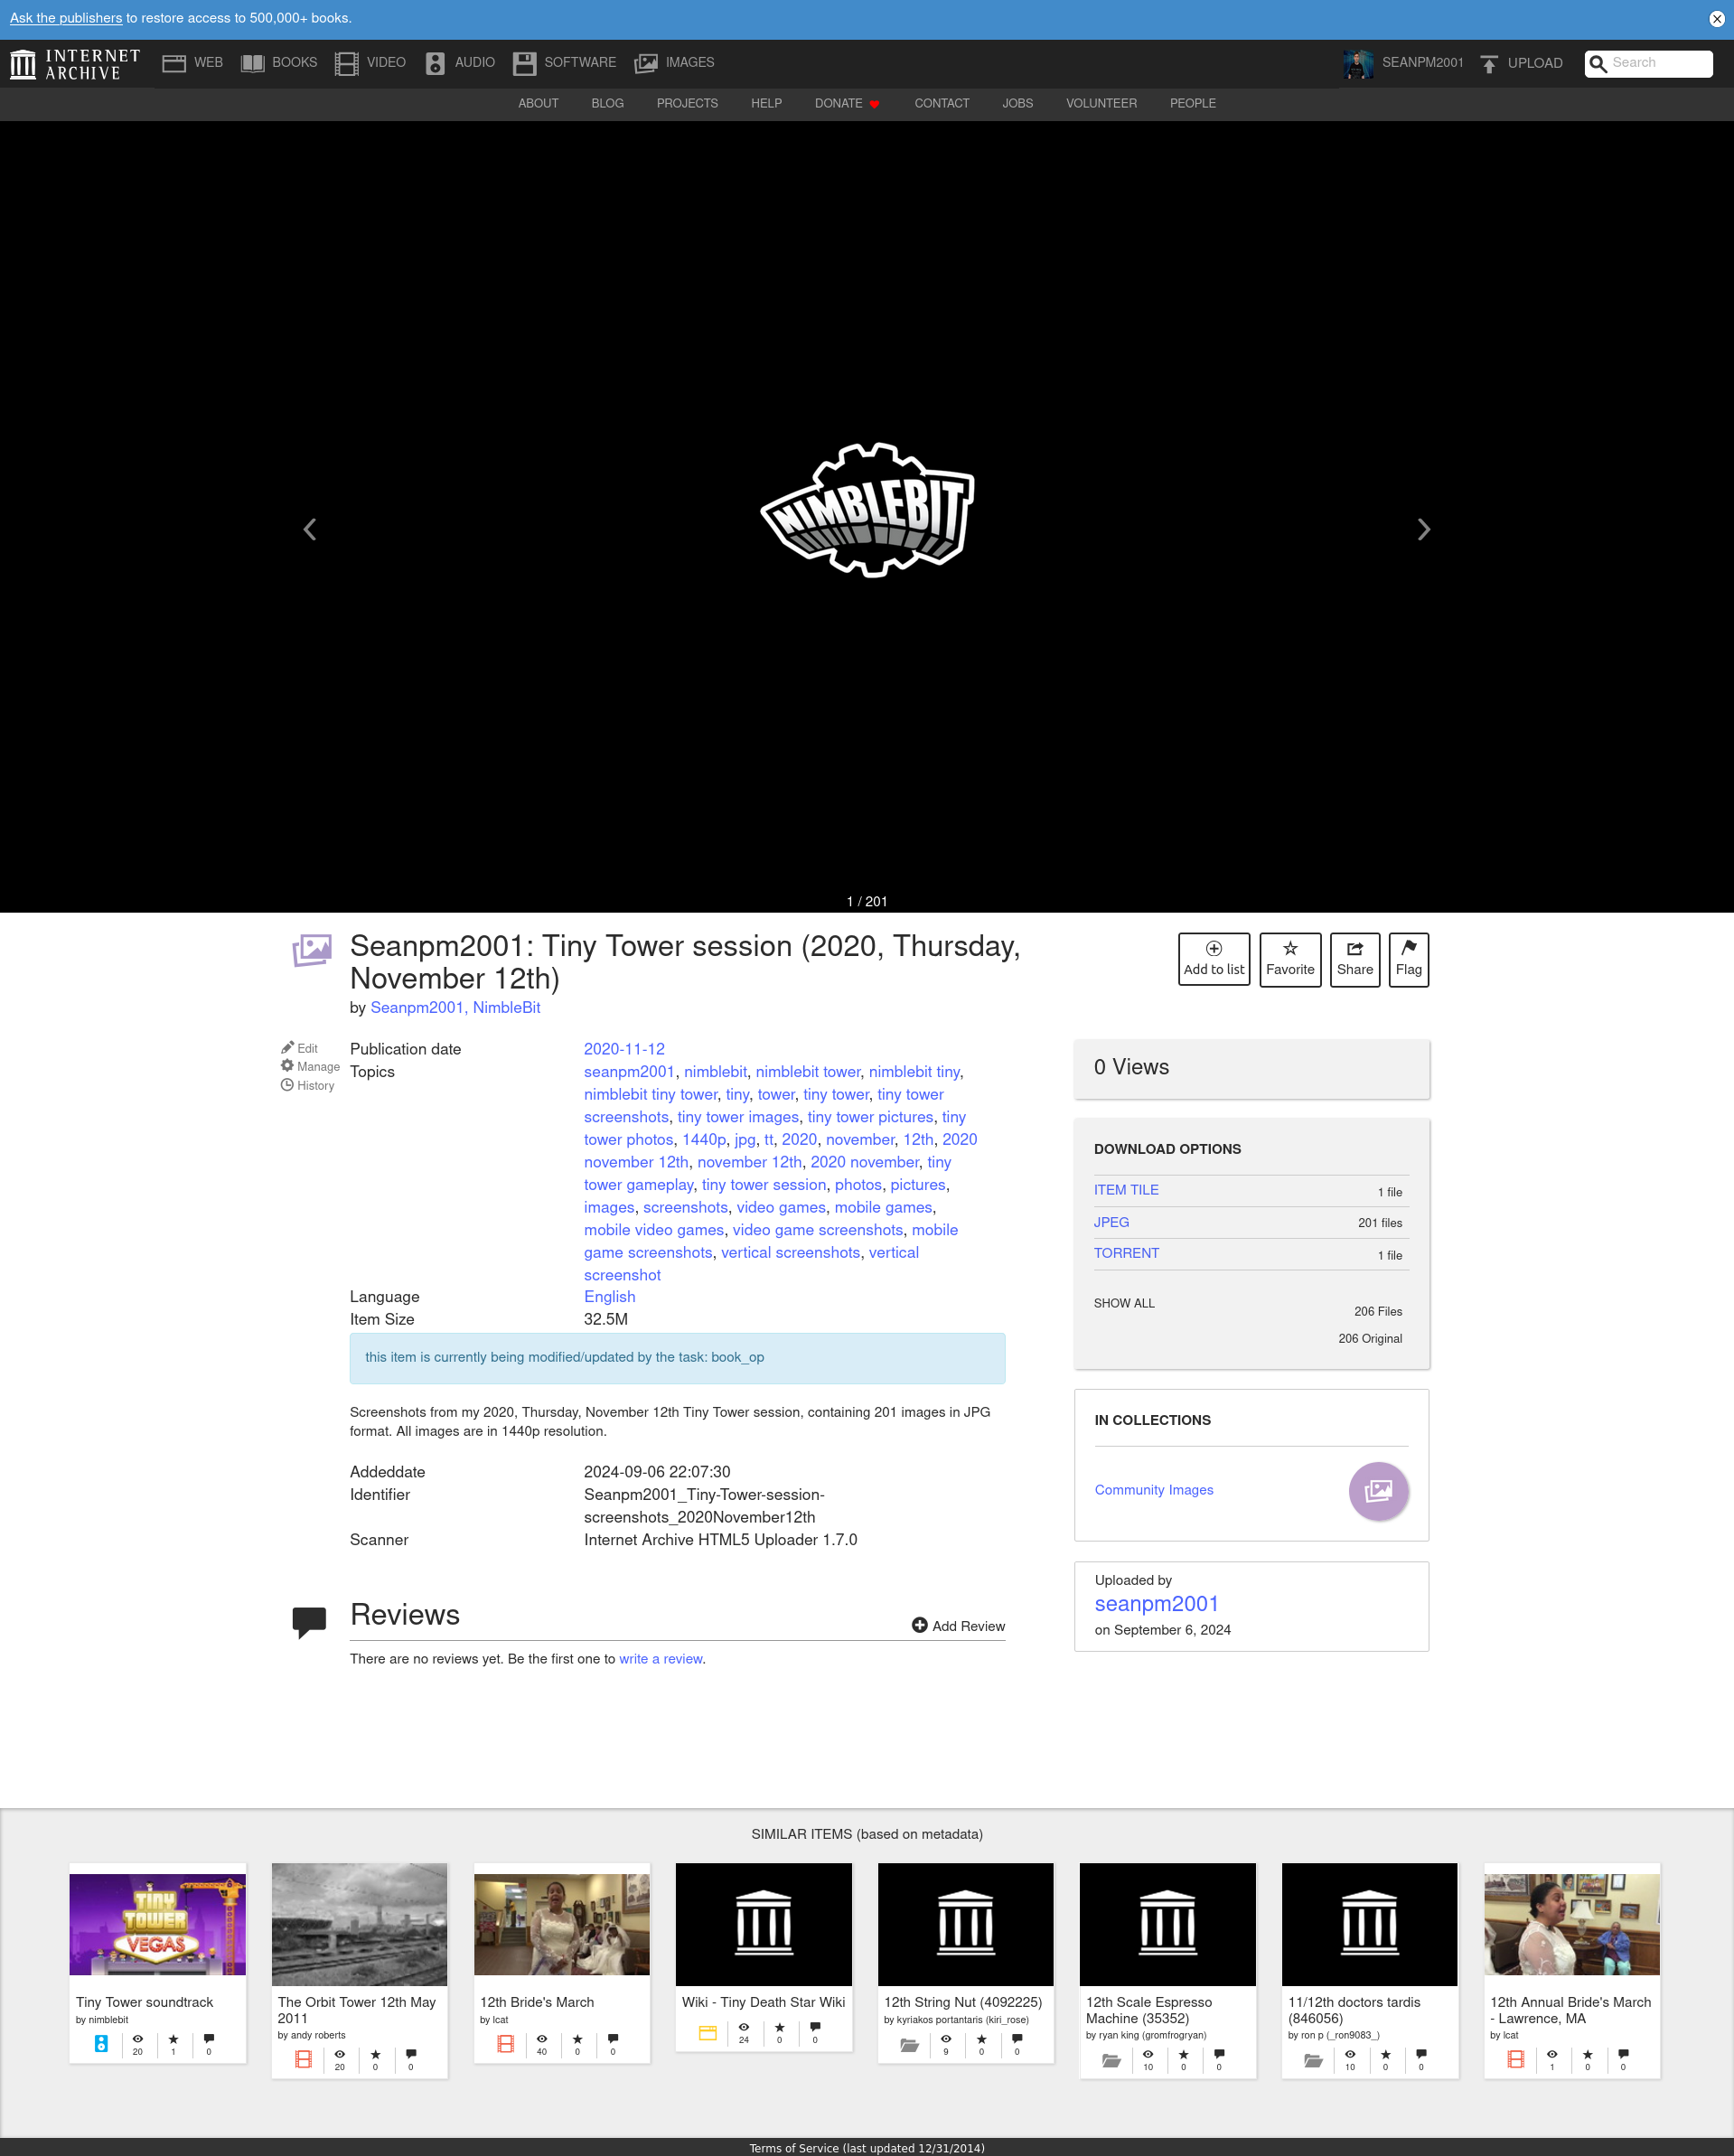 Ask the publishers to restore access to 500,000+ books.
INTERNET ARCHIVE
WEB
BOOKS
VIDEO
AUDIO
SOFTWARE
IMAGES
SEANPM2001
UPLOAD
Search
ABOUT
BLOG
PROJECTS
HELP
DONATE
CONTACT
JOBS
VOLUNTEER
PEOPLE
NIMBLEBIT
1 / 201
Seanpm2001: Tiny Tower session (2020, Thursday,
November 12th)
by Seanpm2001, NimbleBit
Add to list
Favorite
Share
Flag
Edit
Manage
History
Publication date 2020-11-12
Topics seanpm2001, nimblebit, nimblebit tower, nimblebit tiny,
nimblebit tiny tower, tiny, tower, tiny tower, tiny tower
screenshots, tiny tower images, tiny tower pictures, tiny
tower photos, 1440p, jpg, tt, 2020, november, 12th, 2020
november 12th, november 12th, 2020 november, tiny
tower gameplay, tiny tower session, photos, pictures,
images, screenshots, video games, mobile games,
mobile video games, video game screenshots, mobile
game screenshots, vertical screenshots, vertical
screenshot
Language English
Item Size 32.5M
this item is currently being modified/updated by the task: book_op
Screenshots from my 2020, Thursday, November 12th Tiny Tower session, containing 201 images in JPG
format. All images are in 1440p resolution.
Addeddate 2024-09-06 22:07:30
Identifier Seanpm2001_Tiny-Tower-session-
screenshots_2020November12th
Scanner Internet Archive HTML5 Uploader 1.7.0
Reviews
Add Review
There are no reviews yet. Be the first one to write a review.
0 Views
DOWNLOAD OPTIONS
ITEM TILE 1 file
JPEG 201 files
TORRENT 1 file
SHOW ALL 206 Files
206 Original
IN COLLECTIONS
Community Images
Uploaded by
seanpm2001
on September 6, 2024
SIMILAR ITEMS (based on metadata)
TINY
TOWER
VEGAS
Tiny Tower soundtrack
by nimblebit
20 1 0
The Orbit Tower 12th May
2011
by andy roberts
20 0 0
12th Bride's March
by lcat
40 0 0
Wiki - Tiny Death Star Wiki
24 0 0
12th String Nut (4092225)
by kyriakos portantaris (kiri_rose)
9 0 0
12th Scale Espresso
Machine (35352)
by ryan king (gromfrogryan)
10 0 0
11/12th doctors tardis
(846056)
by ron p (_ron9083_)
10 0 0
12th Annual Bride's March
- Lawrence, MA
by lcat
1 0 0
Terms of Service (last updated 12/31/2014)